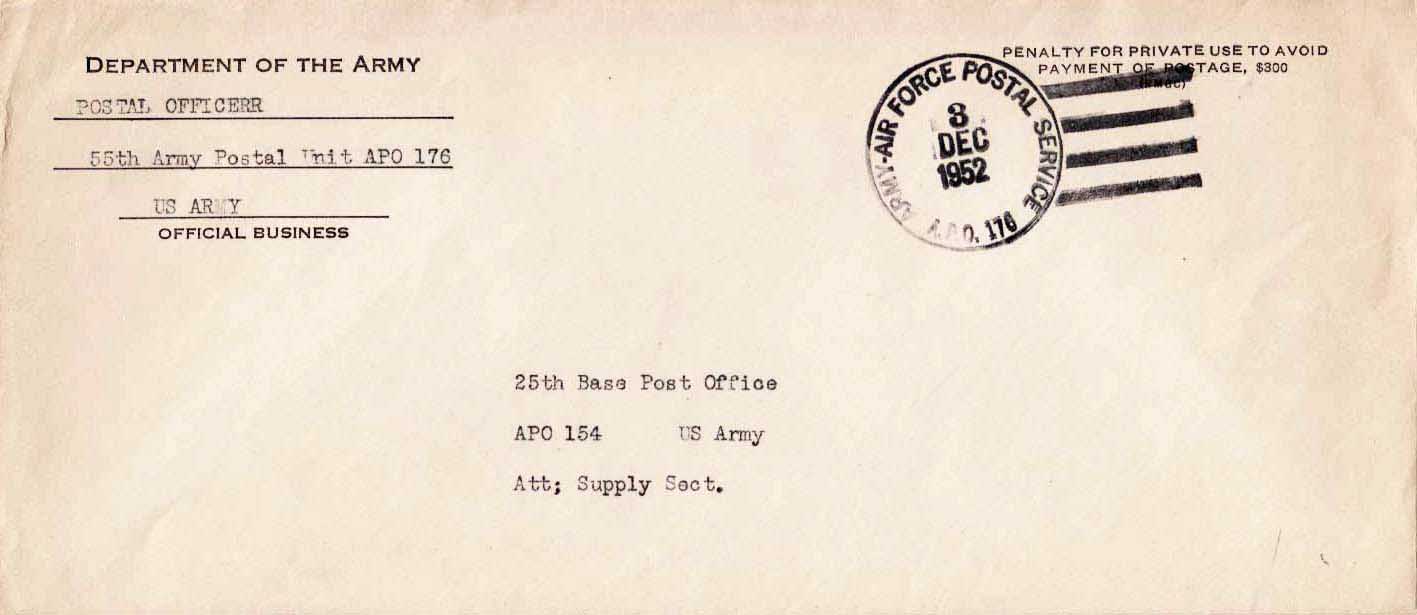 DEPARTMENT OF THE ARMY
POSTAL OFFICERR
55th Army Postal Unit APO 176
US ARMY
OFFICIAL BUSINESS
PENALTY FOR PRIVATE USE TO AVOID
PAYMENT OF POSTAGE, $300
ARMY-AIR FORCE POSTAL SERVICE
3
DEC
1952
A.P.O. 176
25th Base Post Office
APO 154 US Army
Att; Supply Sect.